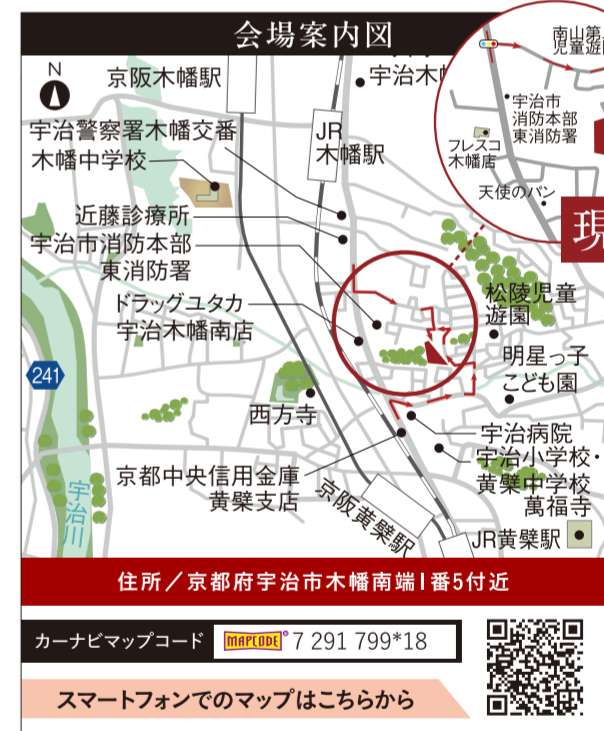 会場案内図
N
京阪木幡駅
宇治木幡
南山第
児童遊
宇治市
消防本部
東消防署
フレスコ
木幡店
天使のパン
現
宇治警察署木幡交番
木幡中学校
JR
木幡駅
近藤診療所
宇治市消防本部
東消防署
ドラッグユタカ
宇治木幡南店
松陵児童
遊園
明星っ子
こども園
241
西方寺
宇治病院
宇治小学校・
黄檗中学校
萬福寺
京都中央信用金庫
黄檗支店
京阪黄檗駅
JR黄檗駅
宇治川
住所／京都府宇治市木幡南端1番5付近
カーナビマップコード MAPCODE® 7 291 799*18
スマートフォンでのマップはこちらから